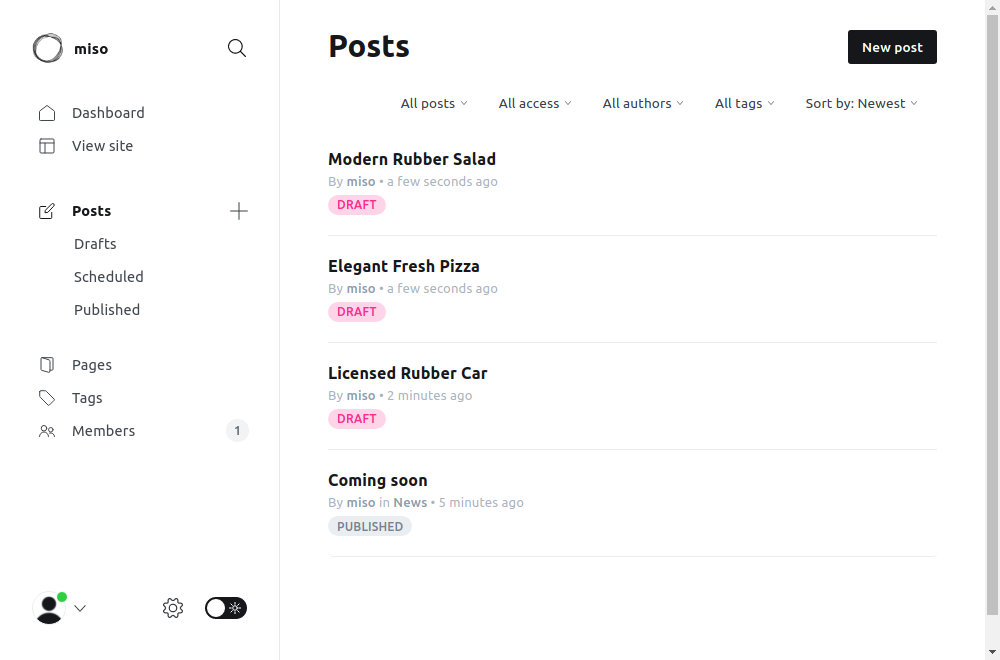 miso
Dashboard
View site
Posts
Drafts
Scheduled
Published
Pages
Tags
Members 1
Posts
New post
All posts All access All authors All tags Sort by: Newest
Modern Rubber Salad
By miso • a few seconds ago
DRAFT
Elegant Fresh Pizza
By miso • a few seconds ago
DRAFT
Licensed Rubber Car
By miso • 2 minutes ago
DRAFT
Coming soon
By miso in News • 5 minutes ago
PUBLISHED